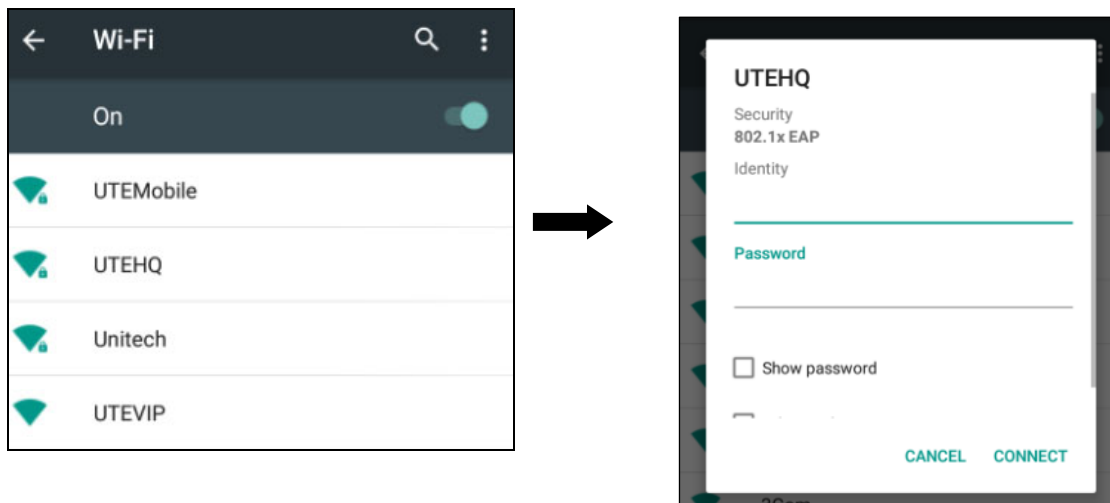 Wi-Fi
On
UTEMobile
UTEHQ
Unitech
UTEVIP
UTEHQ
Security
802.1x EAP
Identity
Password
Show password
CANCEL CONNECT